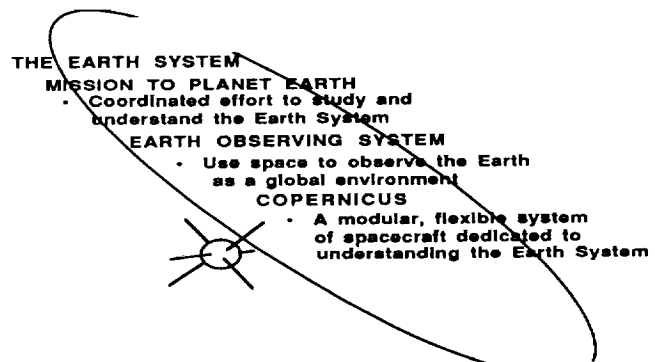 THE EARTH SYSTEM
MISSION TO PLANET EARTH
· Coordinated effort to study and
understand the Earth System
EARTH OBSERVING SYSTEM
· Use space to observe the Earth
as a global environment
COPERNICUS
· A modular, flexible system
of spacecraft dedicated to
understanding the Earth System